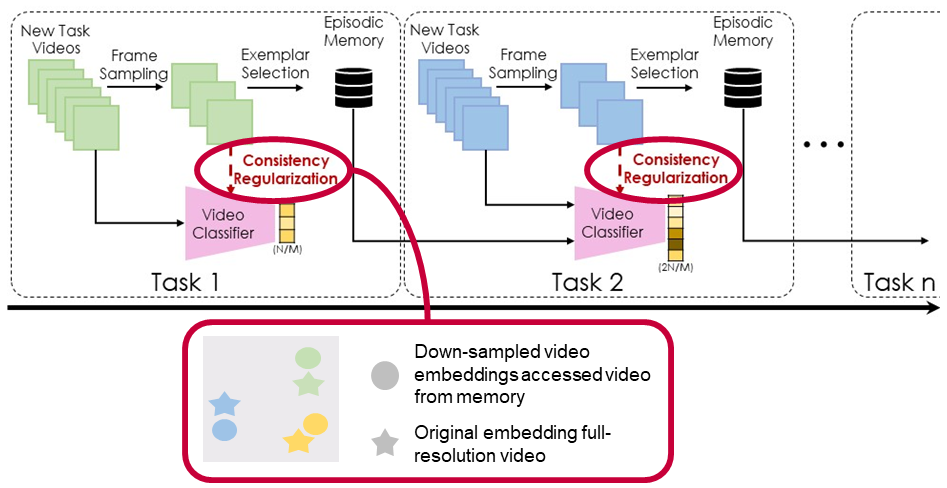 New Task
Videos
Frame
Sampling
Exemplar
Selection
Episodic
Memory
Consistency
Regularization
Video
Classifier
(N/M)
Task 1
New Task
Videos
Frame
Sampling
Exemplar
Selection
Episodic
Memory
Consistency
Regularization
Video
Classifier
(2N/M)
Task 2
Task n
Down-sampled video
embeddings accessed video
from memory
Original embedding full-
resolution video